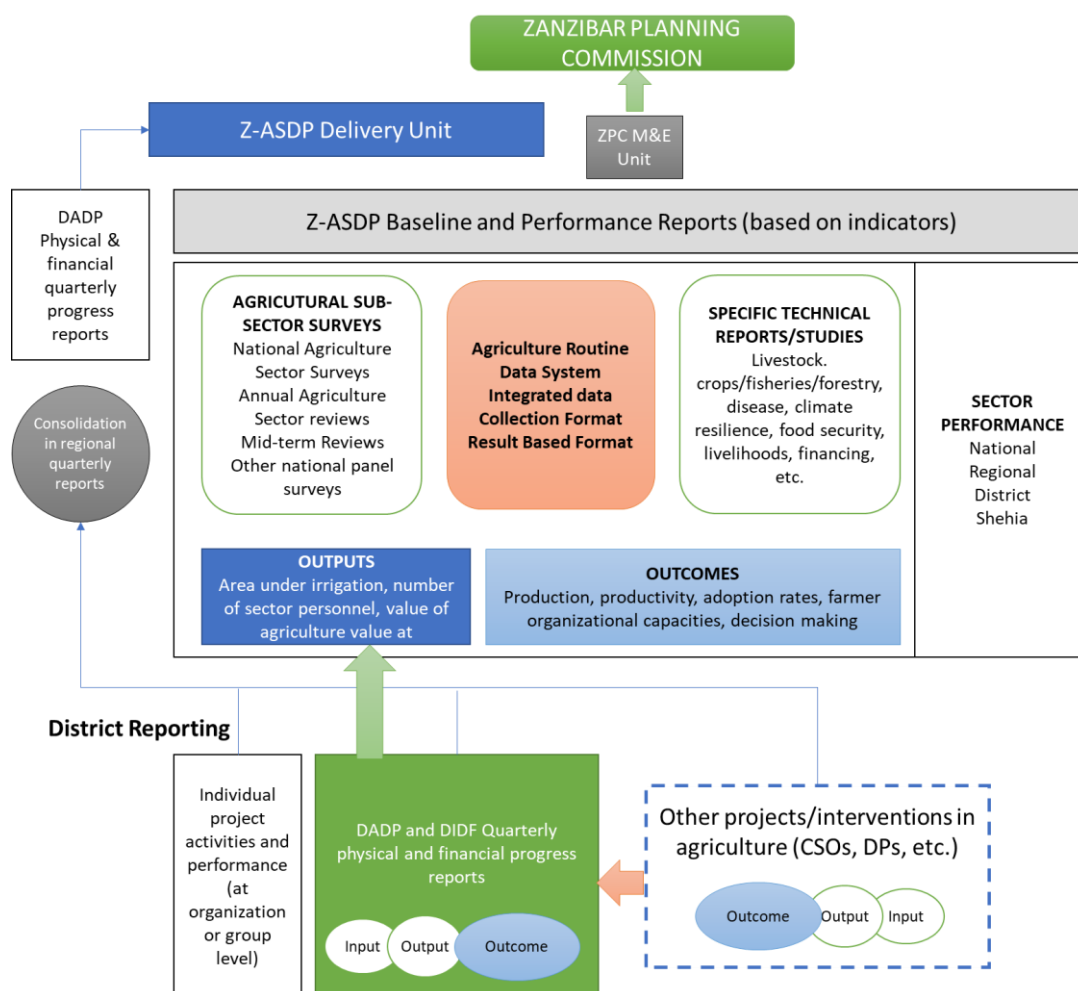 ZANZIBAR PLANNING
COMMISSION
Z-ASDP Delivery Unit
ZPC M&E
Unit
DADP
Physical &
financial
quarterly
progress
reports
Z-ASDP Baseline and Performance Reports (based on indicators)
AGRICUTURAL SUB-
SECTOR SURVEYS
National Agriculture
Sector Surveys
Annual Agriculture
Sector reviews
Mid-term Reviews
Other national panel
surveys
Agriculture Routine
Data System
Integrated data
Collection Format
Result Based Format
SPECIFIC TECHNICAL
REPORTS/STUDIES
Livestock.
crops/fisheries/forestry,
disease, climate
resilience, food security,
livelihoods, financing,
etc.
SECTOR
PERFORMANCE
National
Regional
District
Shehia
Consolidation
in regional
quarterly
reports
OUTPUTS
Area under irrigation, number
of sector personnel, value of
agriculture value at
OUTCOMES
Production, productivity, adoption rates, farmer
organizational capacities, decision making
District Reporting
Individual
project
activities and
performance
(at
organization
or group
level)
DADP and DIDF Quarterly
physical and financial progress
reports
Input
Output
Outcome
Other projects/interventions in
agriculture (CSOs, DPs, etc.)
Outcome
Output
Input